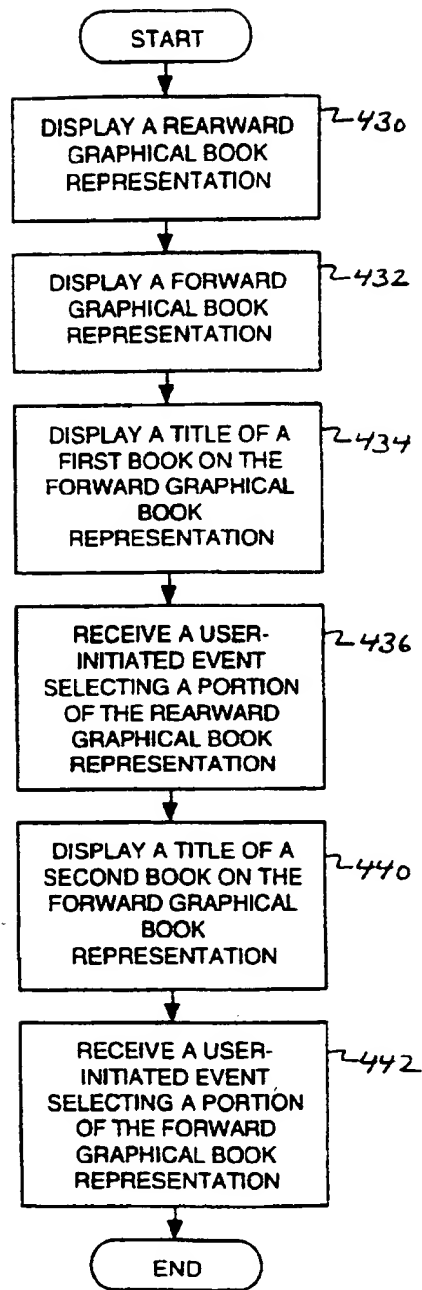 START
DISPLAY A REARWARD
GRAPHICAL BOOK
REPRESENTATION
430
DISPLAY A FORWARD
GRAPHICAL BOOK
REPRESENTATION
432
DISPLAY A TITLE OF A
FIRST BOOK ON THE
FORWARD GRAPHICAL
BOOK
REPRESENTATION
434
RECEIVE A USER-
INITIATED EVENT
SELECTING A PORTION
OF THE REARWARD
GRAPHICAL BOOK
REPRESENTATION
436
DISPLAY A TITLE OF A
SECOND BOOK ON THE
FORWARD GRAPHICAL
BOOK
REPRESENTATION
440
RECEIVE A USER-
INITIATED EVENT
SELECTING A PORTION
OF THE FORWARD
GRAPHICAL BOOK
REPRESENTATION
442
END